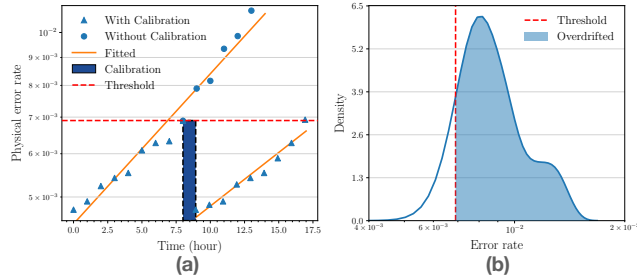 With Calibration
Without Calibration
Fitted
Calibration
Threshold
Physical error rate
10⁻²
9 × 10⁻³
8 × 10⁻³
7 × 10⁻³
6 × 10⁻³
5 × 10⁻³
0.0 2.5 5.0 7.5 10.0 12.5 15.0 17.5
Time (hour)
(a)
Threshold
Overdrifted
Density
6.5
5.2
3.9
2.6
1.3
0.0
4 × 10⁻³ 6 × 10⁻³ 10⁻² 2 × 10⁻²
Error rate
(b)